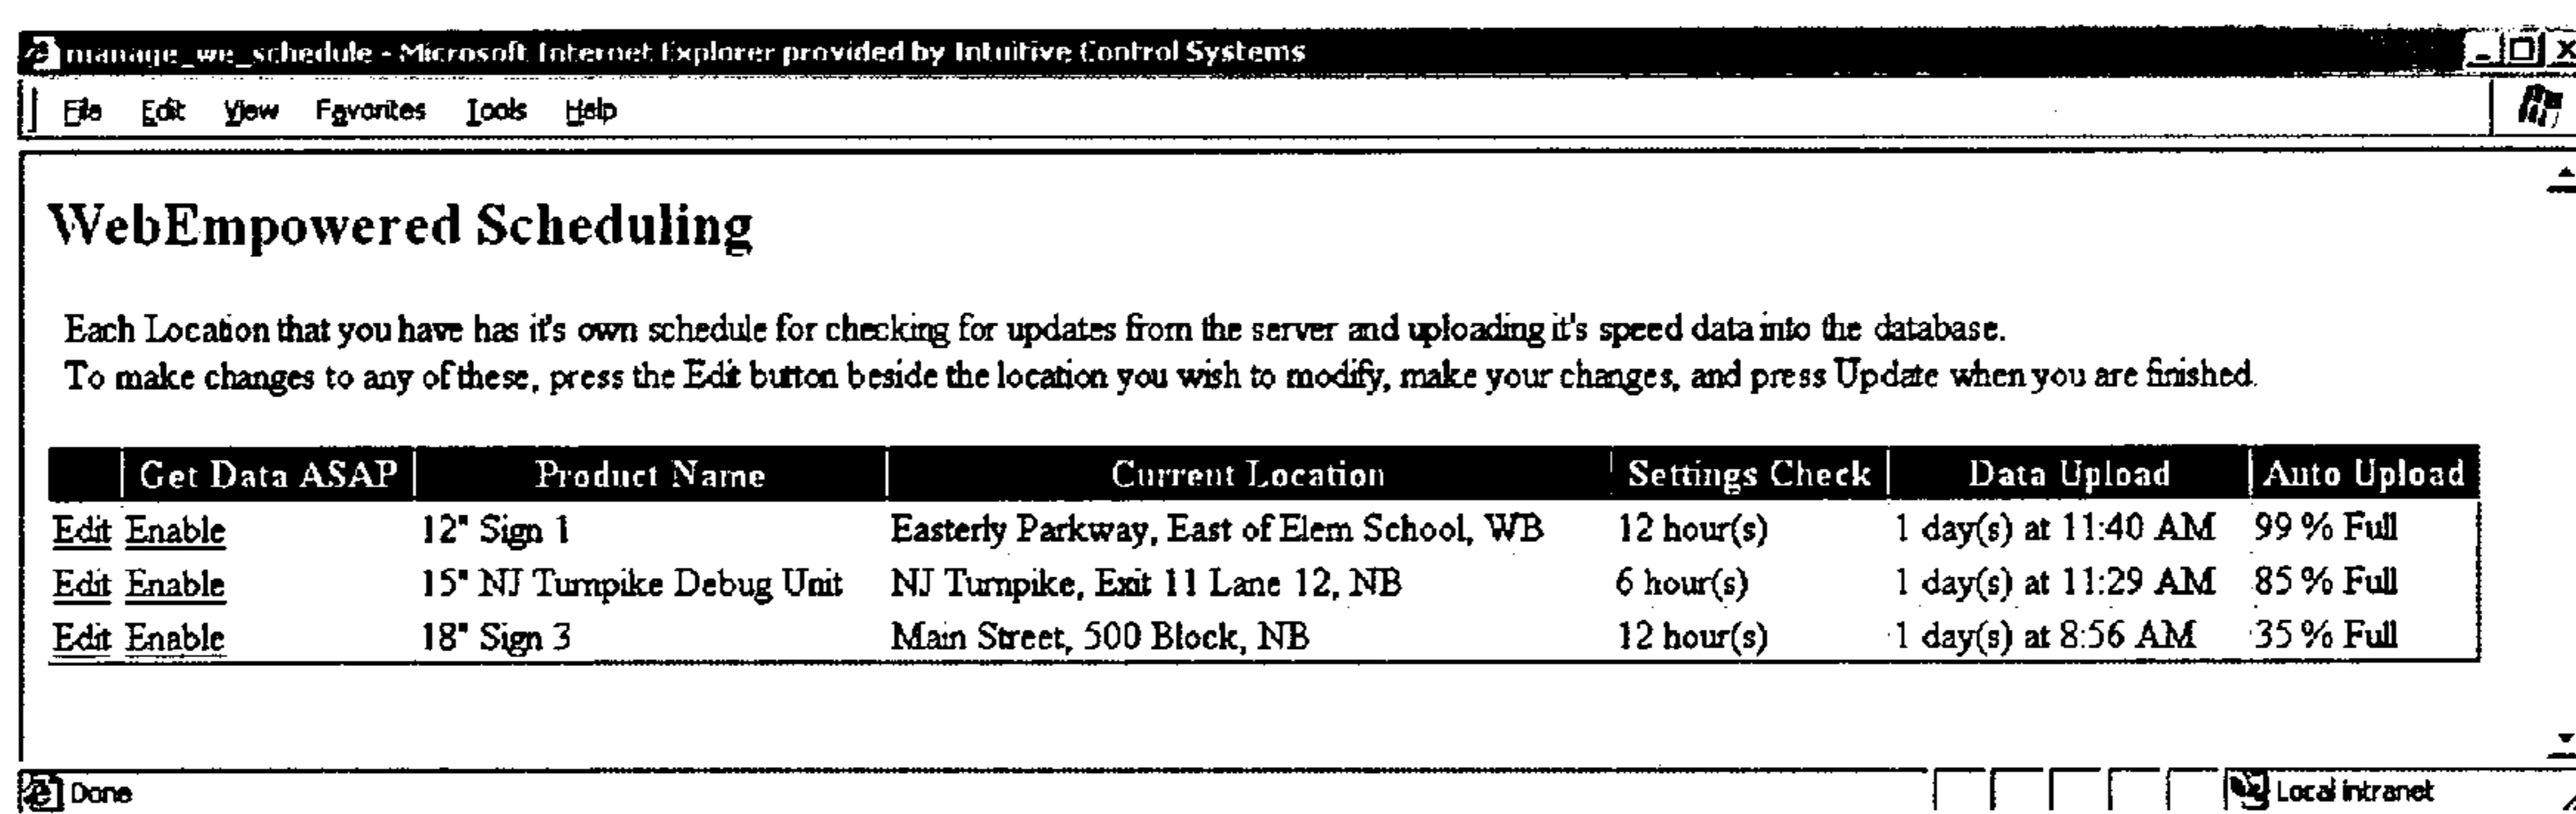 manage_we_schedule - Microsoft Internet Explorer provided by Intuitive Control Systems
File Edit View Favorites Tools Help
WebEmpowered Scheduling
Each Location that you have has it's own schedule for checking for updates from the server and uploading it's speed data into the database.
To make changes to any of these, press the Edit button beside the location you wish to modify, make your changes, and press Update when you are finished.
Get Data ASAP Product Name Current Location Settings Check Data Upload Auto Upload
Edit Enable 12" Sign 1 Easterly Parkway, East of Elem School, WB 12 hour(s) 1 day(s) at 11:40 AM 99 % Full
Edit Enable 15" NJ Turnpike Debug Unit NJ Turnpike, Exit 11 Lane 12, NB 6 hour(s) 1 day(s) at 11:29 AM 85 % Full
Edit Enable 18" Sign 3 Main Street, 500 Block, NB 12 hour(s) 1 day(s) at 8:56 AM 35 % Full
Done Local intranet